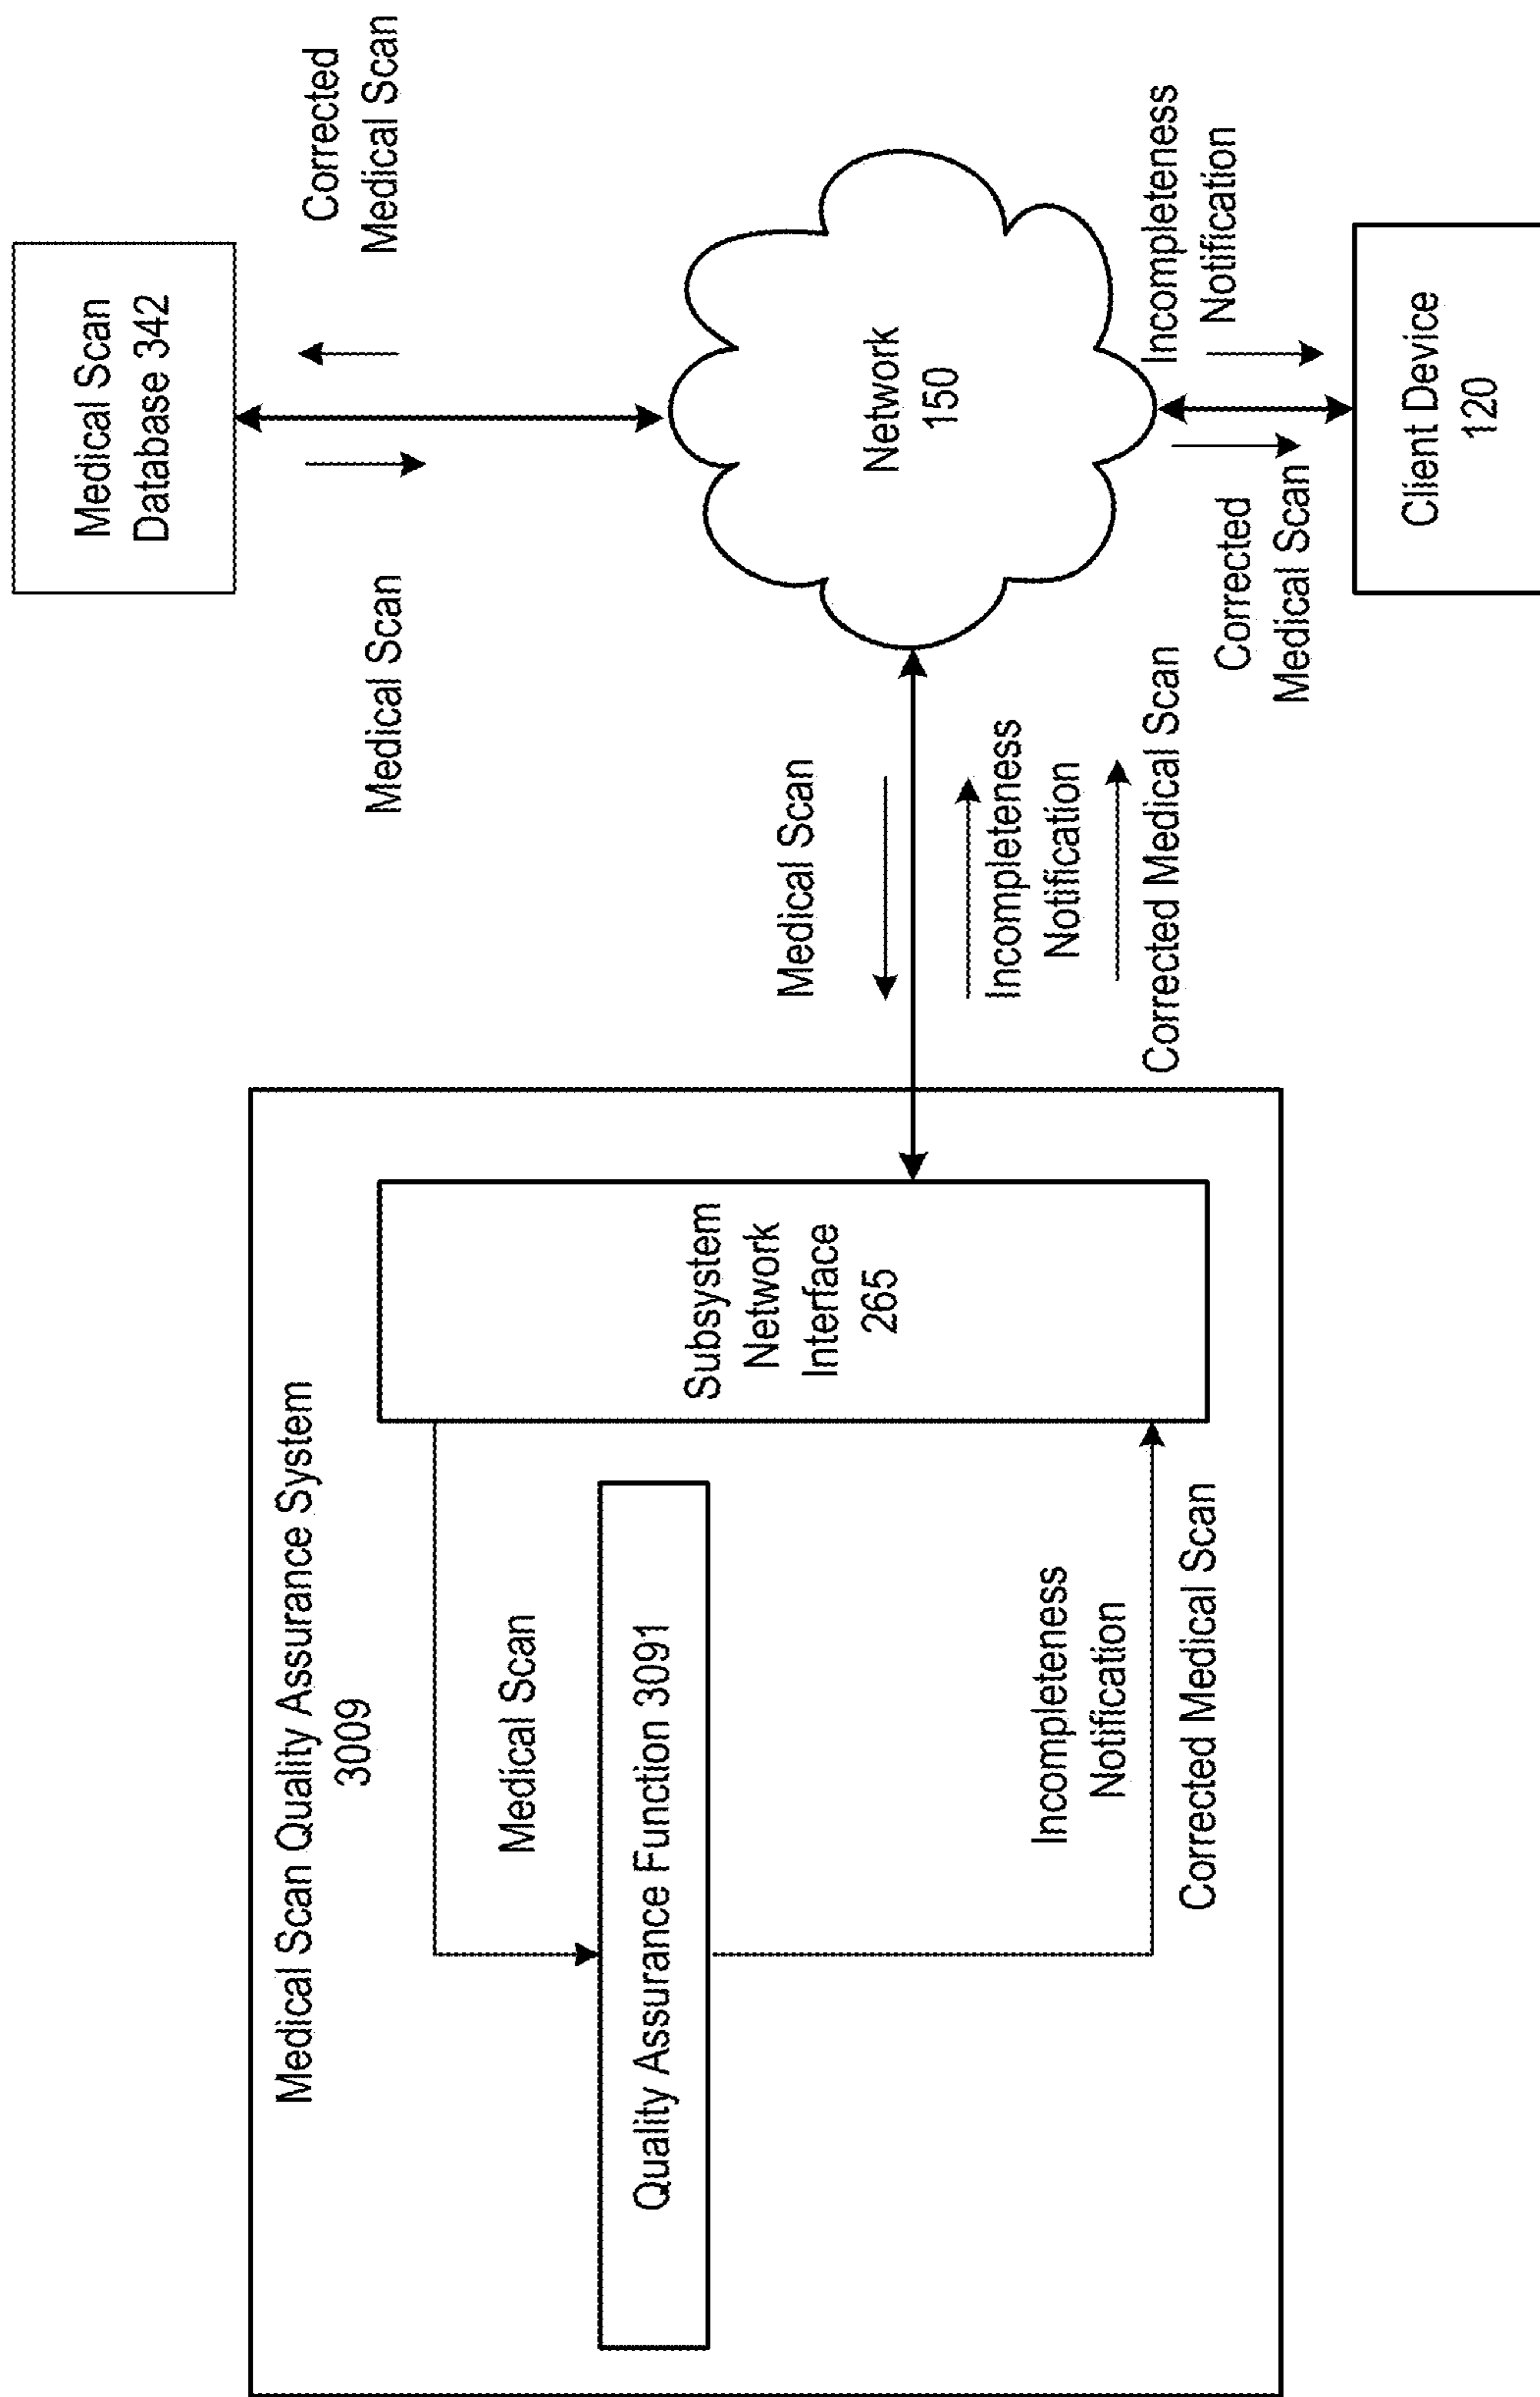 Medical Scan Quality Assurance System
3009
Medical Scan
Quality Assurance Function 3091
Incompleteness
Notification
Corrected Medical Scan
Subsystem
Network
Interface
265
Medical Scan
Incompleteness
Notification
Corrected Medical Scan
Medical Scan
Database 342
Medical Scan
Corrected
Medical Scan
Network
150
Incompleteness
Notification
Corrected
Medical Scan
Client Device
120